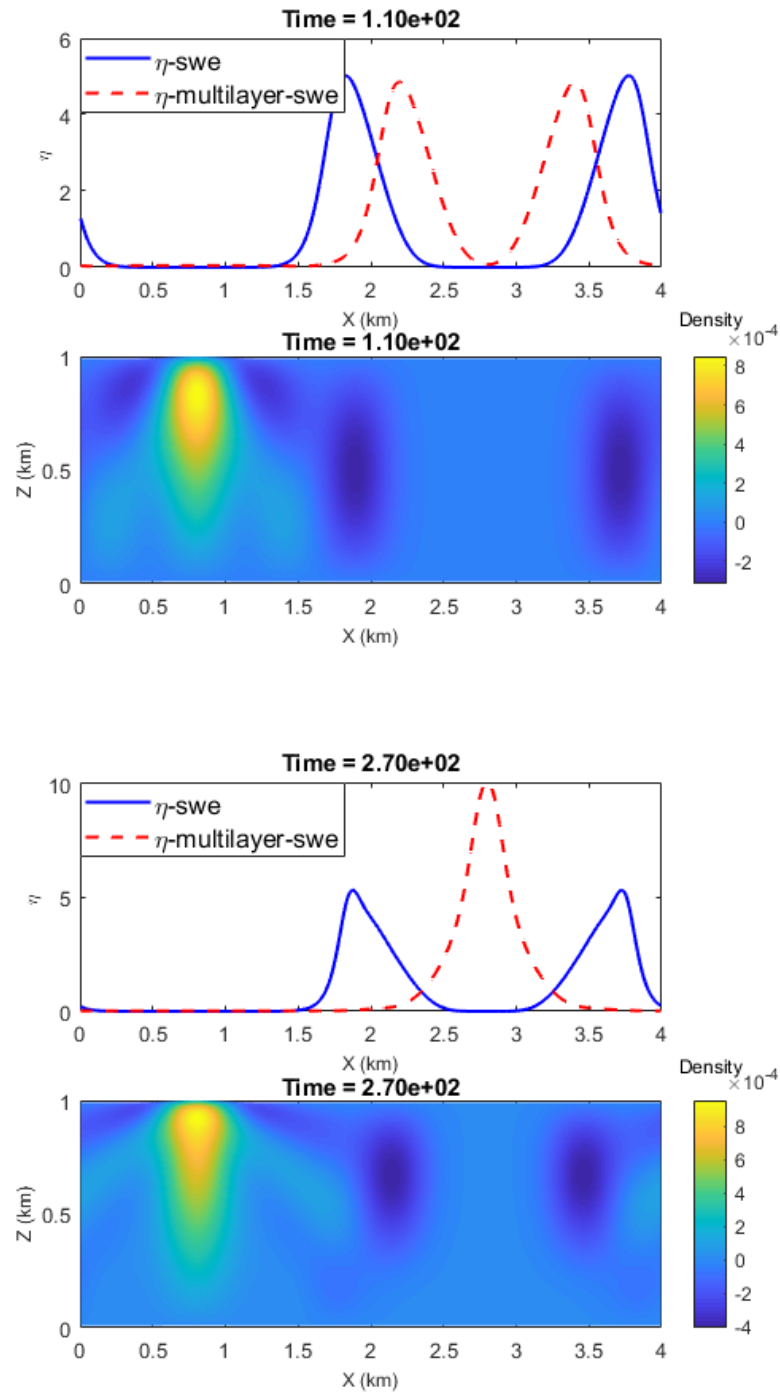 Time = 1.10e+02
6
η-swe
η-multilayer-swe
4
η
2
0
0 0.5 1 1.5 2 2.5 3 3.5 4
X (km)
Density
Time = 1.10e+02
×10-4
1
8
6
Z (km)
0.5
4
2
0
-2
0
0 0.5 1 1.5 2 2.5 3 3.5 4
X (km)
Time = 2.70e+02
10
η-swe
η-multilayer-swe
η
5
0
0 0.5 1 1.5 2 2.5 3 3.5 4
X (km)
Density
Time = 2.70e+02
×10-4
1
8
6
4
Z (km)
0.5
2
0
-2
0
-4
0 0.5 1 1.5 2 2.5 3 3.5 4
X (km)